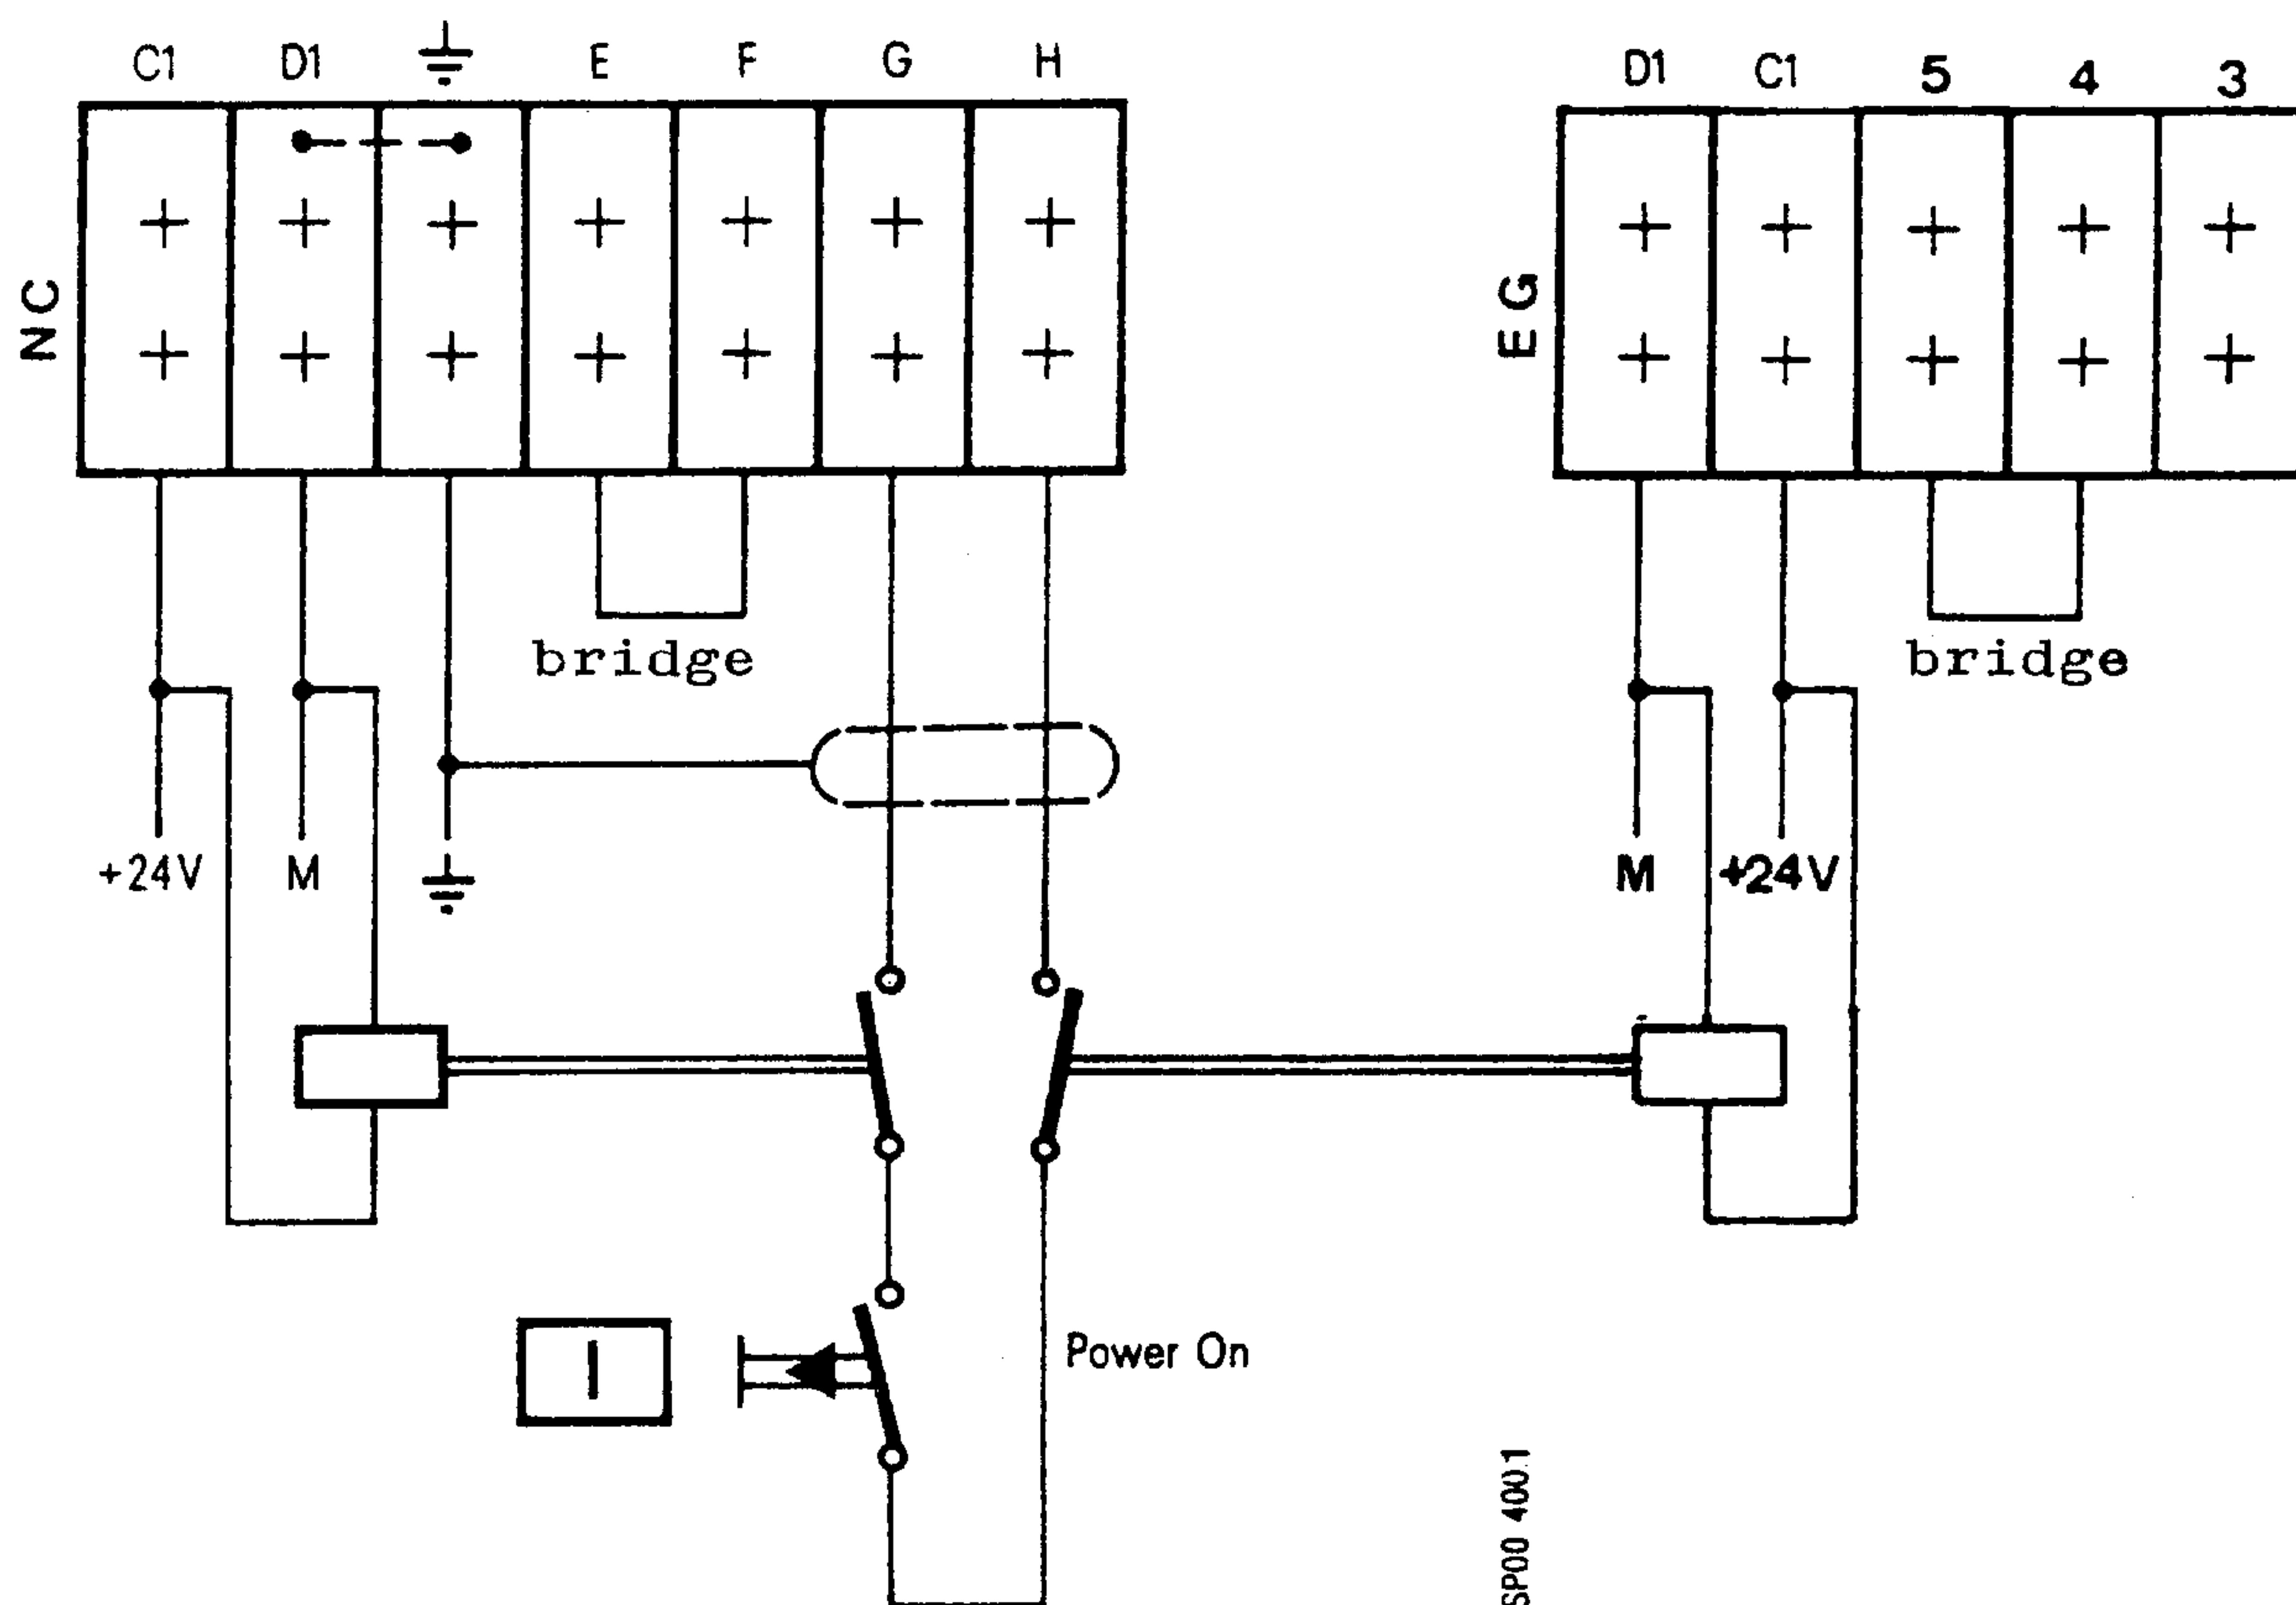 C1 D1 E F G H
D1 C1 5 4 3
NC
EG
bridge
bridge
+24V M
M +24V
I
Power On
SP00 4001